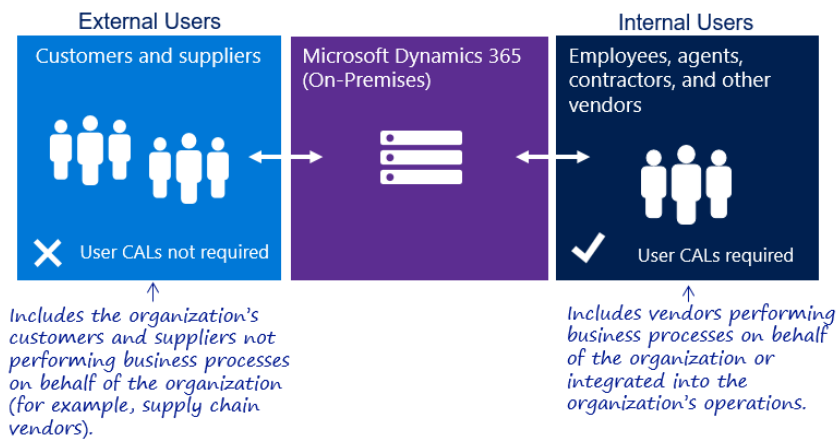 External Users
Internal Users
Customers and suppliers
Microsoft Dynamics 365
(On-Premises)
Employees, agents,
contractors, and other
vendors
User CALs not required
User CALs required
Includes the organization's
customers and suppliers not
performing business processes
on behalf of the organization
(for example, supply chain
vendors).
Includes vendors performing
business processes on behalf
of the organization or
integrated into the
organization's operations.